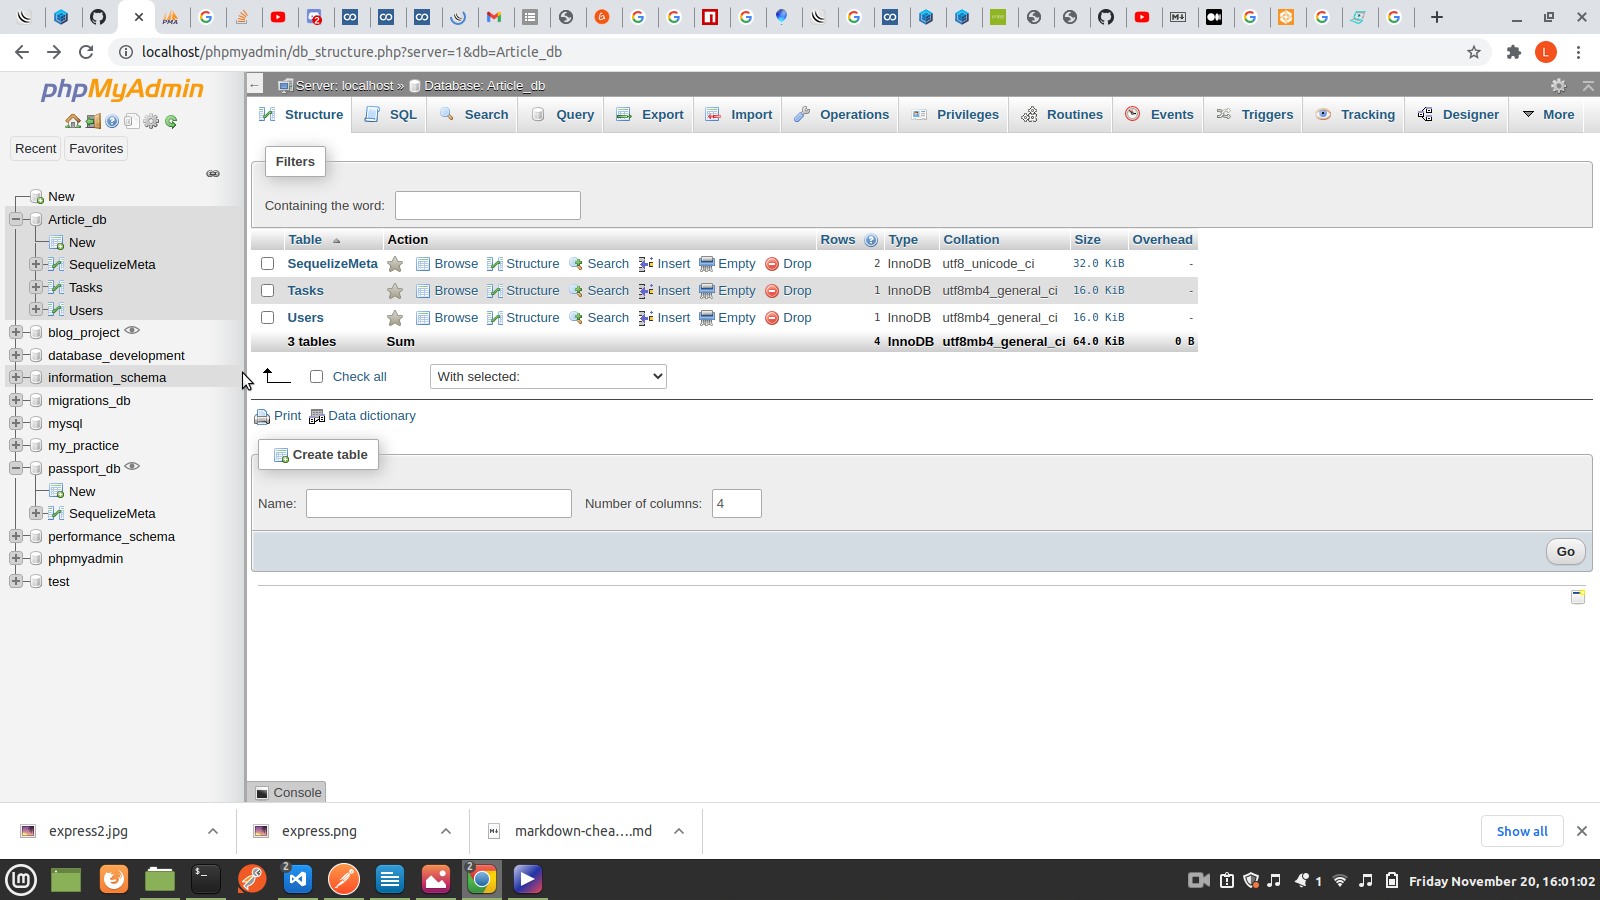 localhost/phpmyadmin/db_structure.php?server=1&db=Article_db
L
phpMyAdmin
Recent
Favorites
New
Article_db
New
SequelizeMeta
Tasks
Users
blog_project
database_development
information_schema
migrations_db
mysql
my_practice
passport_db
New
SequelizeMeta
performance_schema
phpmyadmin
test
Server: localhost » Database: Article_db
Structure SQL Search Query Export Import Operations Privileges Routines Events Triggers Tracking Designer More
Filters
Containing the word:
Table Action Rows Type Collation Size Overhead
SequelizeMeta Browse Structure Search Insert Empty Drop 2 InnoDB utf8_unicode_ci 32.0 KiB -
Tasks Browse Structure Search Insert Empty Drop 1 InnoDB utf8mb4_general_ci 16.0 KiB -
Users Browse Structure Search Insert Empty Drop 1 InnoDB utf8mb4_general_ci 16.0 KiB -
3 tables Sum 4 InnoDB utf8mb4_general_ci 64.0 KiB 0 B
Check all With selected:
Print Data dictionary
Create table
Name: Number of columns: 4
Go
Console
express2.jpg express.png markdown-chea....md Show all
2 2 1 Friday November 20, 16:01:02